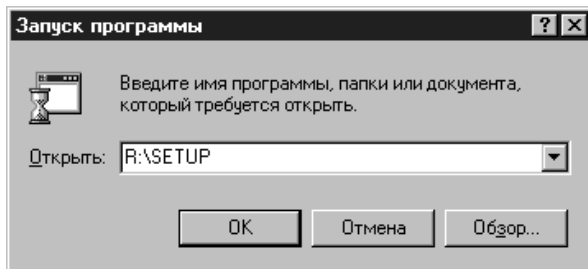 Запуск программы
Введите имя программы, папки или документа,
который требуется открыть.
Открыть: R:\SETUP
OK Отмена Обзор...